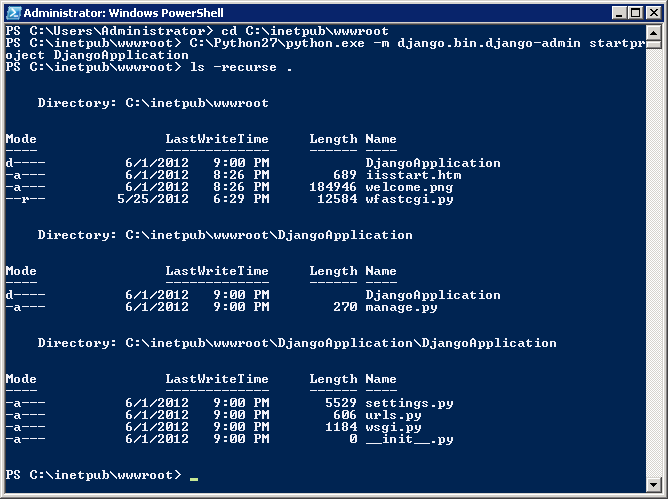 Administrator: Windows PowerShell
PS C:\Users\Administrator> cd C:\inetpub\wwwroot
PS C:\inetpub\wwwroot> C:\Python27\python.exe -m django.bin.django-admin startpr
oject DjangoApplication
PS C:\inetpub\wwwroot> ls -recurse .
Directory: C:\inetpub\wwwroot
Mode LastWriteTime Length Name
---- ------------- ------ ----
d---- 6/1/2012 9:00 PM DjangoApplication
-a--- 6/1/2012 8:26 PM 689 iisstart.htm
-a--- 6/1/2012 8:26 PM 184946 welcome.png
--r-- 5/25/2012 6:29 PM 12584 wfastcgi.py
Directory: C:\inetpub\wwwroot\DjangoApplication
Mode LastWriteTime Length Name
---- ------------- ------ ----
d---- 6/1/2012 9:00 PM DjangoApplication
-a--- 6/1/2012 9:00 PM 270 manage.py
Directory: C:\inetpub\wwwroot\DjangoApplication\DjangoApplication
Mode LastWriteTime Length Name
---- ------------- ------ ----
-a--- 6/1/2012 9:00 PM 5529 settings.py
-a--- 6/1/2012 9:00 PM 606 urls.py
-a--- 6/1/2012 9:00 PM 1184 wsgi.py
-a--- 6/1/2012 9:00 PM 0 __init__.py
PS C:\inetpub\wwwroot> _